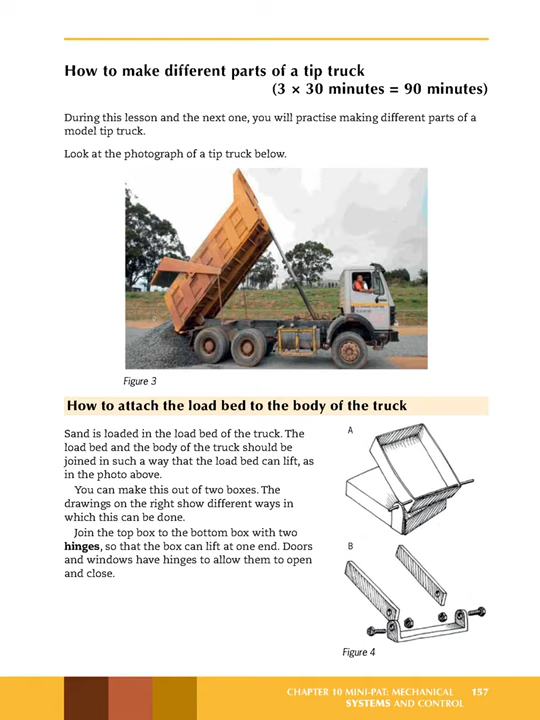 How to make different parts of a tip truck
(3 × 30 minutes = 90 minutes)
During this lesson and the next one, you will practise making different parts of a
model tip truck.
Look at the photograph of a tip truck below.
Figure 3
How to attach the load bed to the body of the truck
Sand is loaded in the load bed of the truck. The
load bed and the body of the truck should be
joined in such a way that the load bed can lift, as
in the photo above.
You can make this out of two boxes. The
drawings on the right show different ways in
which this can be done.
Join the top box to the bottom box with two
hinges, so that the box can lift at one end. Doors
and windows have hinges to allow them to open
and close.
A
B
Figure 4
CHAPTER 10 MINI-PAT: MECHANICAL 157
SYSTEMS AND CONTROL